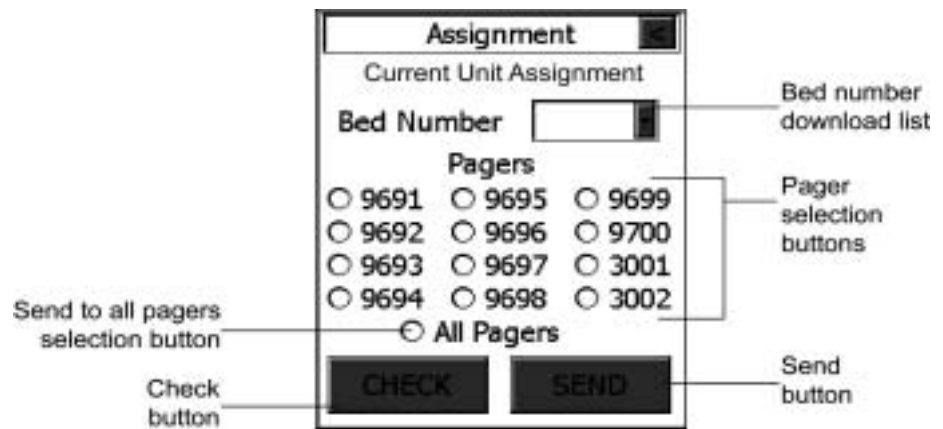 Assignment <
Current Unit Assignment
Bed Number
Bed number
download list
Pagers
9691 9695 9699
9692 9696 9700
9693 9697 3001
9694 9698 3002
All Pagers
Pager
selection
buttons
Send to all pagers
selection button
CHECK SEND
Check
button
Send
button